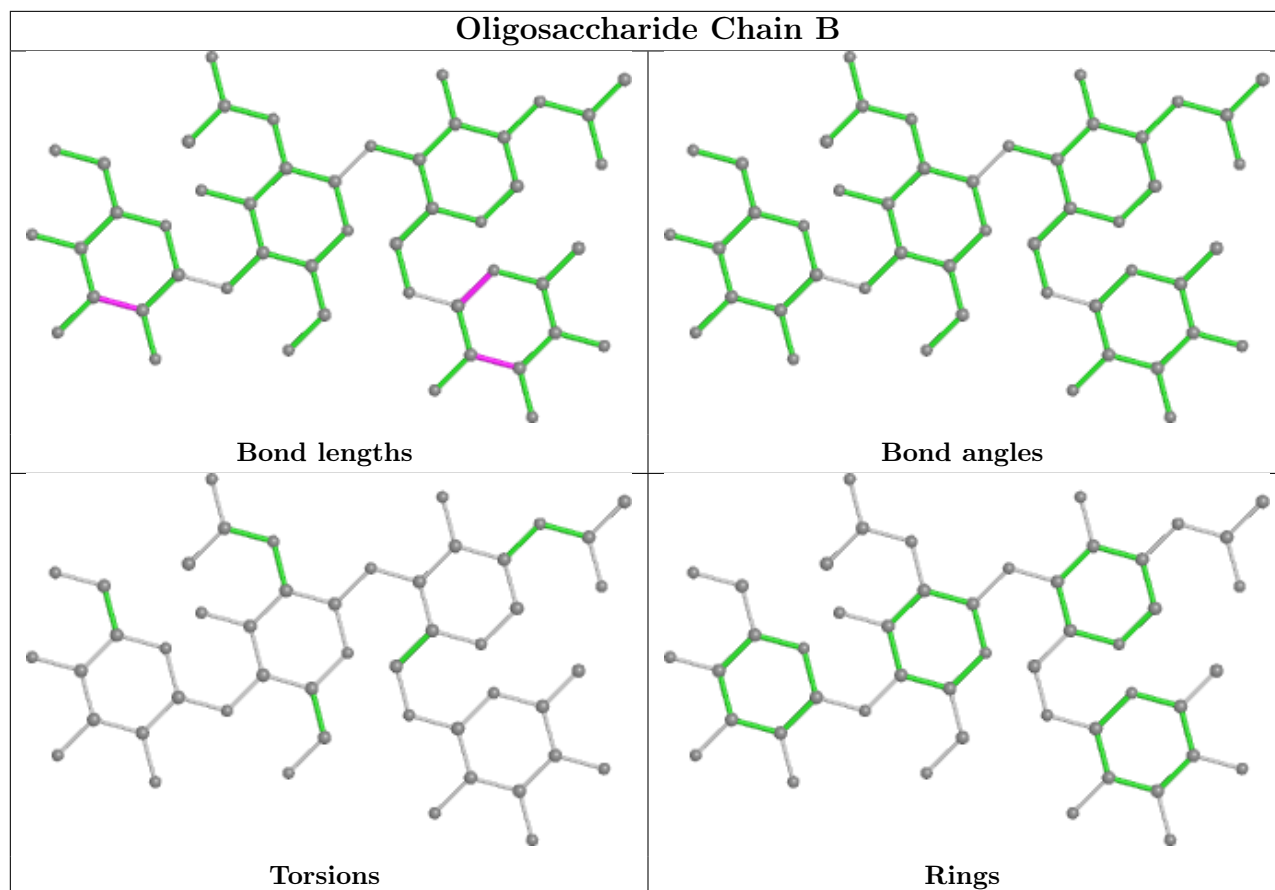 Oligosaccharide Chain B
Bond lengths
Bond angles
Torsions
Rings